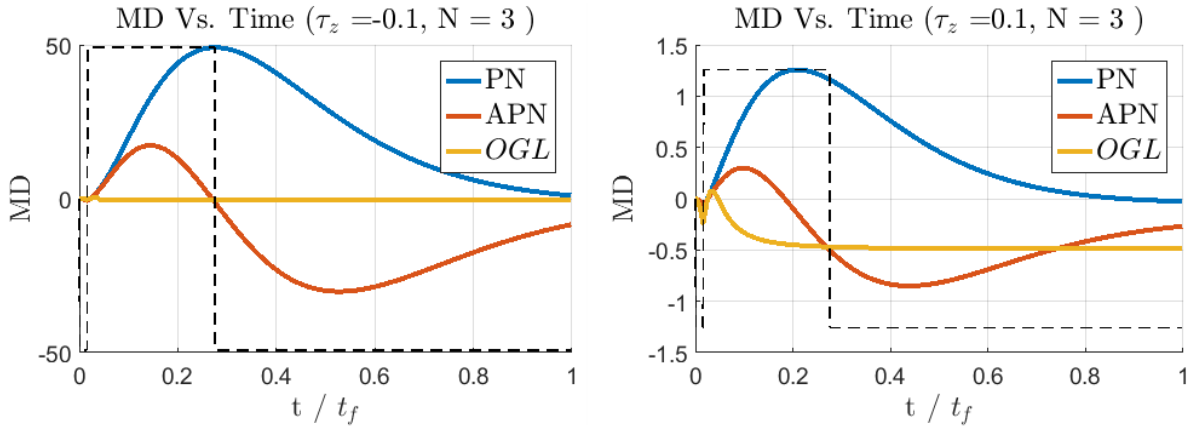 MD Vs. Time (τz =-0.1, N = 3 )
50
0
-50
MD
PN
APN
OGL
0 0.2 0.4 0.6 0.8 1
t / tf
MD Vs. Time (τz =0.1, N = 3 )
1.5
1
0.5
0
-0.5
-1
-1.5
MD
PN
APN
OGL
0 0.2 0.4 0.6 0.8 1
t / tf